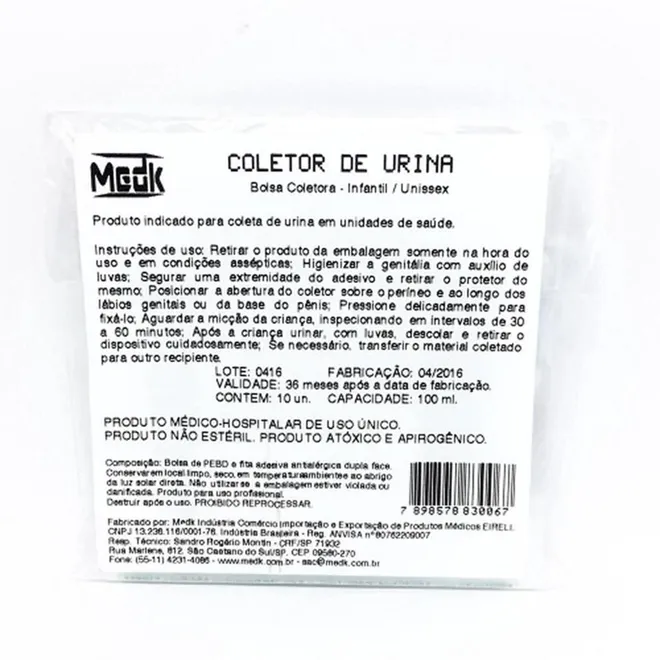 Medk
COLETOR DE URINA
Bolsa Coletora - Infantil / Unissex
Produto indicado para coleta de urina em unidades de saúde.
Instruções de uso: Retirar o produto da embalagem somente na hora do
uso e em condições assépticas; Higienizar a genitália com auxílio de
luvas; Segurar uma extremidade do adesivo e retirar o protetor do
mesmo; Posicionar a abertura do coletor sobre o períneo e ao longo dos
lábios genitais ou da base do pênis; Pressione delicadamente para
fixá-lo; Aguardar a micção da criança, inspecionando em intervalos de 30
a 60 minutos; Após a criança urinar, com luvas, descolar e retirar o
dispositivo cuidadosamente; Se necessário, transferir o material coletado
para outro recipiente.
LOTE: 0416 FABRICAÇÃO: 04/2016
VALIDADE: 36 meses após a data de fabricação.
CONTEM: 10 un. CAPACIDADE: 100 ml.
PRODUTO MÉDICO-HOSPITALAR DE USO ÚNICO.
PRODUTO NÃO ESTÉRIL. PRODUTO ATÓXICO E APIROGÊNICO.
Composição: Bolsa de PEBD e fita adesiva antialérgica dupla face.
Conservar em local limpo, seco, em temperatura ambiente e ao abrigo
da luz solar direta. Não utilizar se a embalagem estiver violada ou
danificada. Produto para uso profissional.
Destruir após o uso. PROIBIDO REPROCESSAR.
7 898578 830067
Fabricado por: Medk Indústria Comércio Importação e Exportação de Produtos Médicos EIRELI.
CNPJ 13.236.116/0001-76. Indústria Brasileira - Reg. ANVISA nº 80762209007
Resp. Técnico: Sandro Rogério Montin - CRF/SP 71932
Rua Marlene, 612. São Caetano do Sul/SP. CEP 09560-270
Fone: (55-11) 4231-4086 - www.medk.com.br - sac@medk.com.br